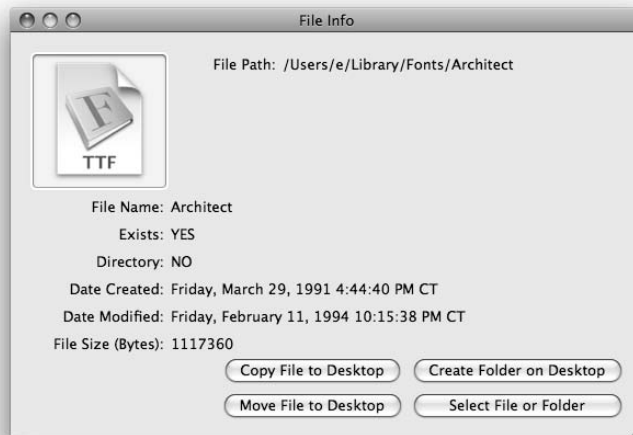 File Info
File Path: /Users/e/Library/Fonts/Architect
F
TTF
File Name: Architect
Exists: YES
Directory: NO
Date Created: Friday, March 29, 1991 4:44:40 PM CT
Date Modified: Friday, February 11, 1994 10:15:38 PM CT
File Size (Bytes): 1117360
Copy File to Desktop Create Folder on Desktop
Move File to Desktop Select File or Folder